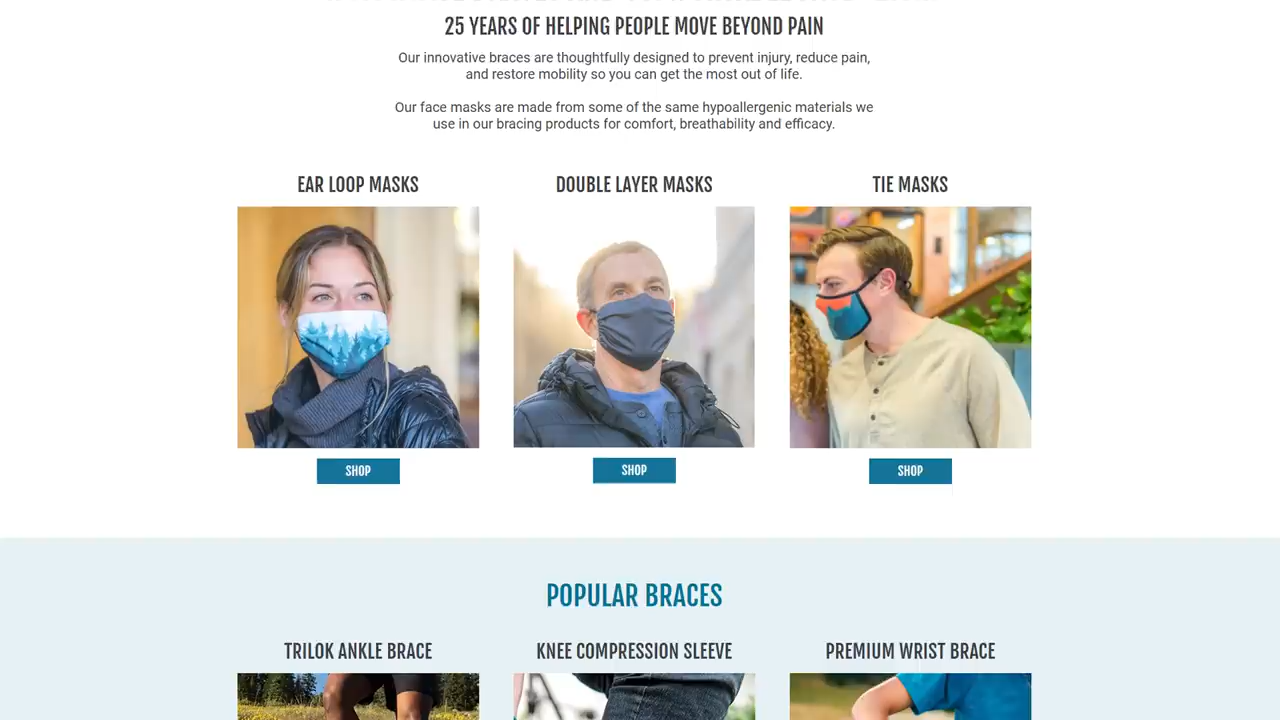 25 YEARS OF HELPING PEOPLE MOVE BEYOND PAIN
Our innovative braces are thoughtfully designed to prevent injury, reduce pain,
and restore mobility so you can get the most out of life.
Our face masks are made from some of the same hypoallergenic materials we
use in our bracing products for comfort, breathability and efficacy.
EAR LOOP MASKS
DOUBLE LAYER MASKS
TIE MASKS
SHOP
SHOP
SHOP
POPULAR BRACES
TRILOK ANKLE BRACE
KNEE COMPRESSION SLEEVE
PREMIUM WRIST BRACE